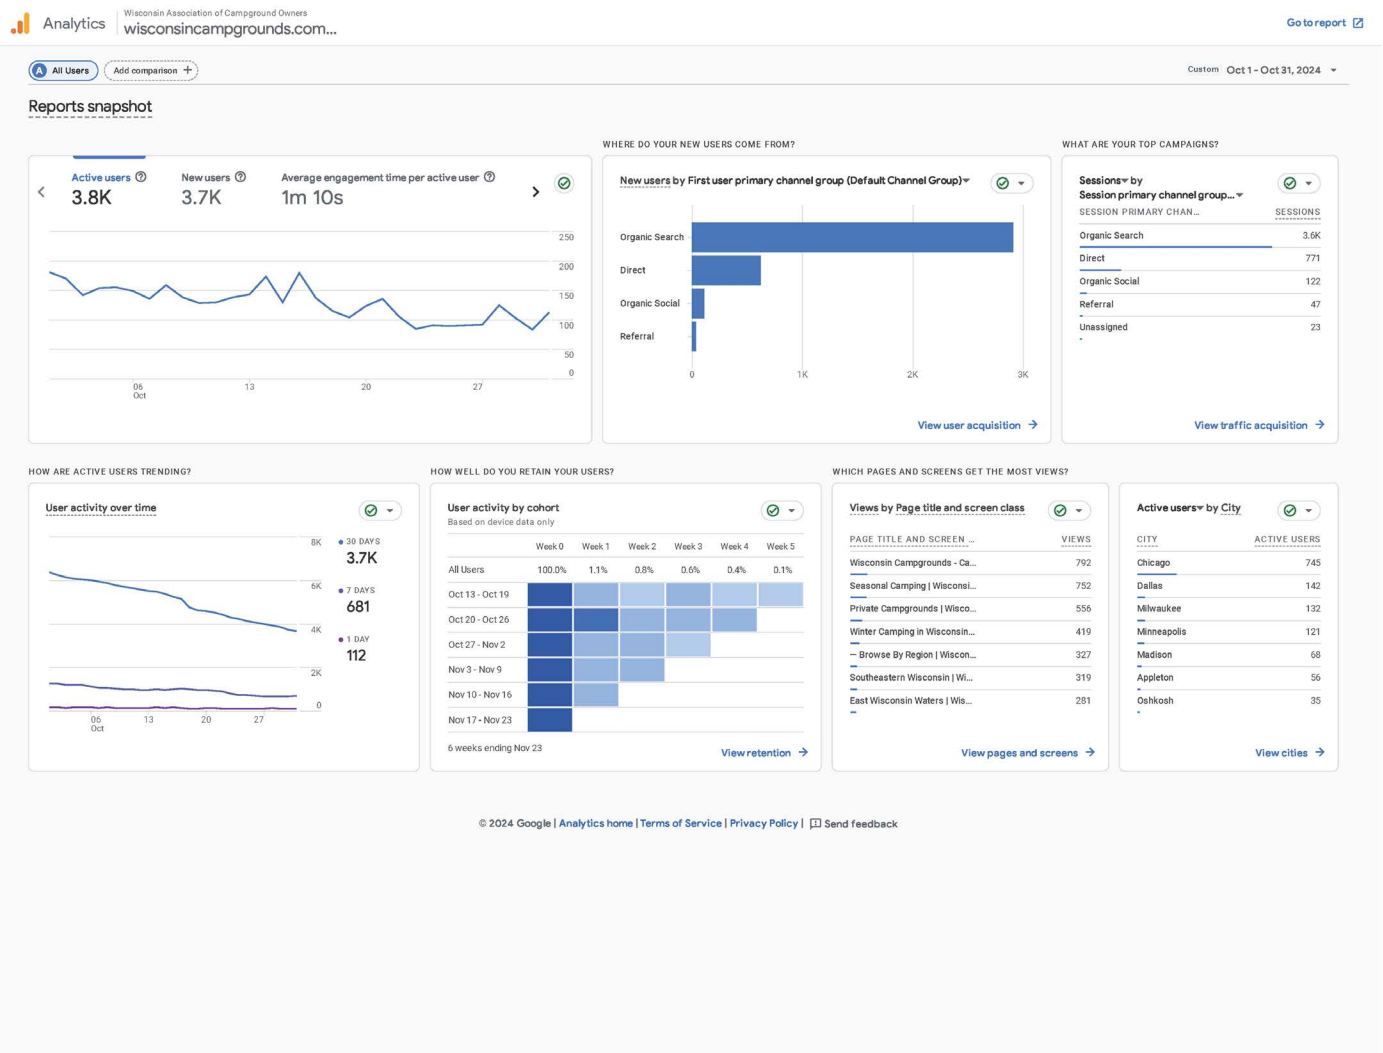 Wisconsin Association of Campground Owners
Analytics
wisconsincampgrounds.com...
Go to report
A All Users
Add comparison +
Custom Oct 1 - Oct 31, 2024
Reports snapshot
Active users
3.8K
New users
3.7K
Average engagement time per active user
1m 10s
250
200
150
100
50
0
06
Oct
13
20
27
WHERE DO YOUR NEW USERS COME FROM?
New users by First user primary channel group (Default Channel Group)
Organic Search
Direct
Organic Social
Referral
0 1K 2K 3K
View user acquisition
WHAT ARE YOUR TOP CAMPAIGNS?
Sessions by
Session primary channel group...
SESSION PRIMARY CHAN... SESSIONS
Organic Search 3.6K
Direct 771
Organic Social 122
Referral 47
Unassigned 23
View traffic acquisition
HOW ARE ACTIVE USERS TRENDING?
User activity over time
8K
6K
4K
2K
0
06
Oct
13
20
27
30 DAYS
3.7K
7 DAYS
681
1 DAY
112
HOW WELL DO YOU RETAIN YOUR USERS?
User activity by cohort
Based on device data only
Week 0 Week 1 Week 2 Week 3 Week 4 Week 5
All Users 100.0% 1.1% 0.8% 0.6% 0.4% 0.1%
Oct 13 - Oct 19
Oct 20 - Oct 26
Oct 27 - Nov 2
Nov 3 - Nov 9
Nov 10 - Nov 16
Nov 17 - Nov 23
6 weeks ending Nov 23
View retention
WHICH PAGES AND SCREENS GET THE MOST VIEWS?
Views by Page title and screen class
PAGE TITLE AND SCREEN ... VIEWS
Wisconsin Campgrounds - Ca... 792
Seasonal Camping | Wisconsi... 752
Private Campgrounds | Wisco... 556
Winter Camping in Wisconsin... 419
— Browse By Region | Wiscon... 327
Southeastern Wisconsin | Wi... 319
East Wisconsin Waters | Wis... 281
View pages and screens
Active users by City
CITY ACTIVE USERS
Chicago 745
Dallas 142
Milwaukee 132
Minneapolis 121
Madison 68
Appleton 56
Oshkosh 35
View cities
© 2024 Google | Analytics home | Terms of Service | Privacy Policy | Send feedback